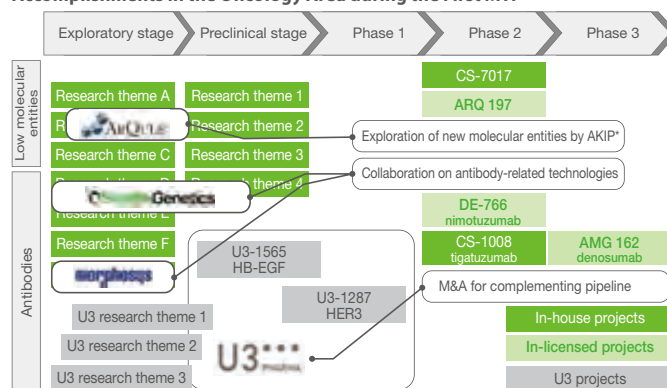 Exploratory stage
Preclinical stage
Phase 1
Phase 2
Phase 3
Low molecular
entities
Research theme A
Research theme 1
CS-7017
ARQ 197
ArQule
Research theme 2
Exploration of new molecular entities by AKIP*
Research theme C
Research theme 3
Collaboration on antibody-related technologies
Genetics
theme 4
Antibodies
DE-766
nimotuzumab
Research theme F
CS-1008
tigatuzumab
AMG 162
denosumab
morphosys
U3-1565
HB-EGF
U3-1287
HER3
M&A for complementing pipeline
U3 research theme 1
U3 research theme 2
U3 research theme 3
U3
PHARMA
In-house projects
In-licensed projects
U3 projects